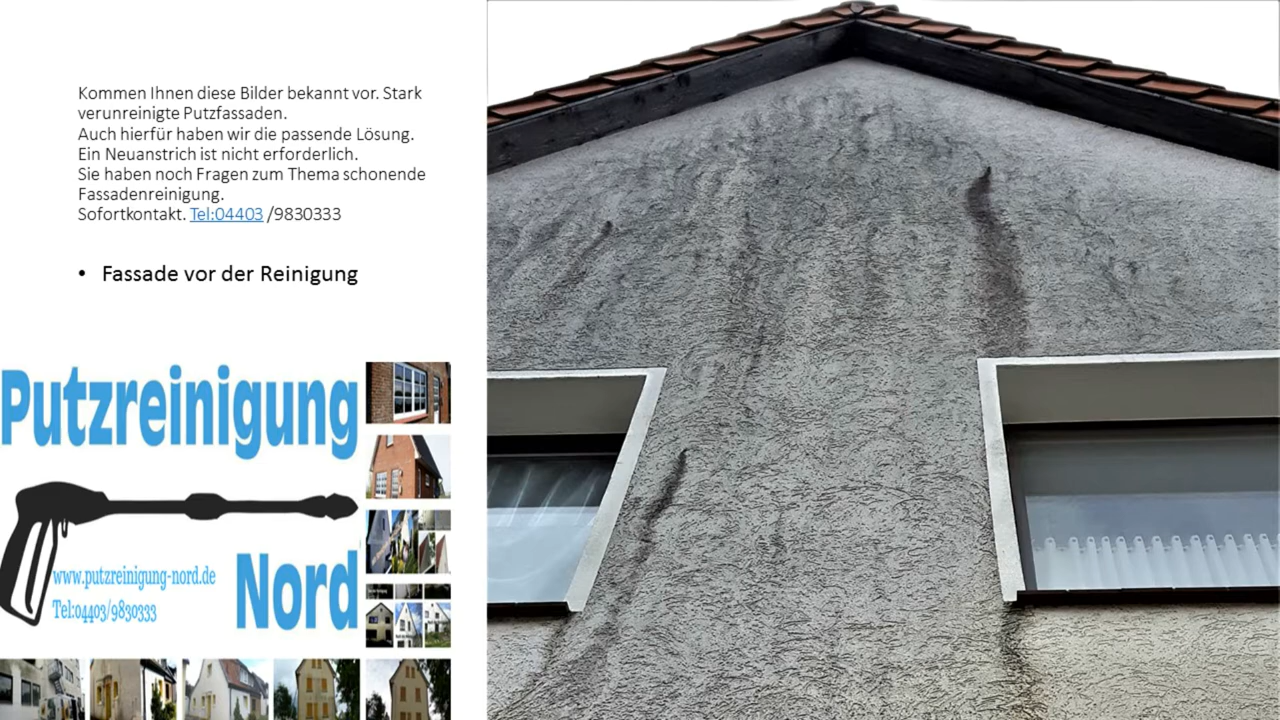 Kommen Ihnen diese Bilder bekannt vor. Stark
verunreinigte Putzfassaden.
Auch hierfür haben wir die passende Lösung.
Ein Neuanstrich ist nicht erforderlich.
Sie haben noch Fragen zum Thema schonende
Fassadenreinigung.
Sofortkontakt. Tel:04403 /9830333
• Fassade vor der Reinigung
Putzreinigung
www.putzreinigung-nord.de
Tel:04403/9830333
Nord